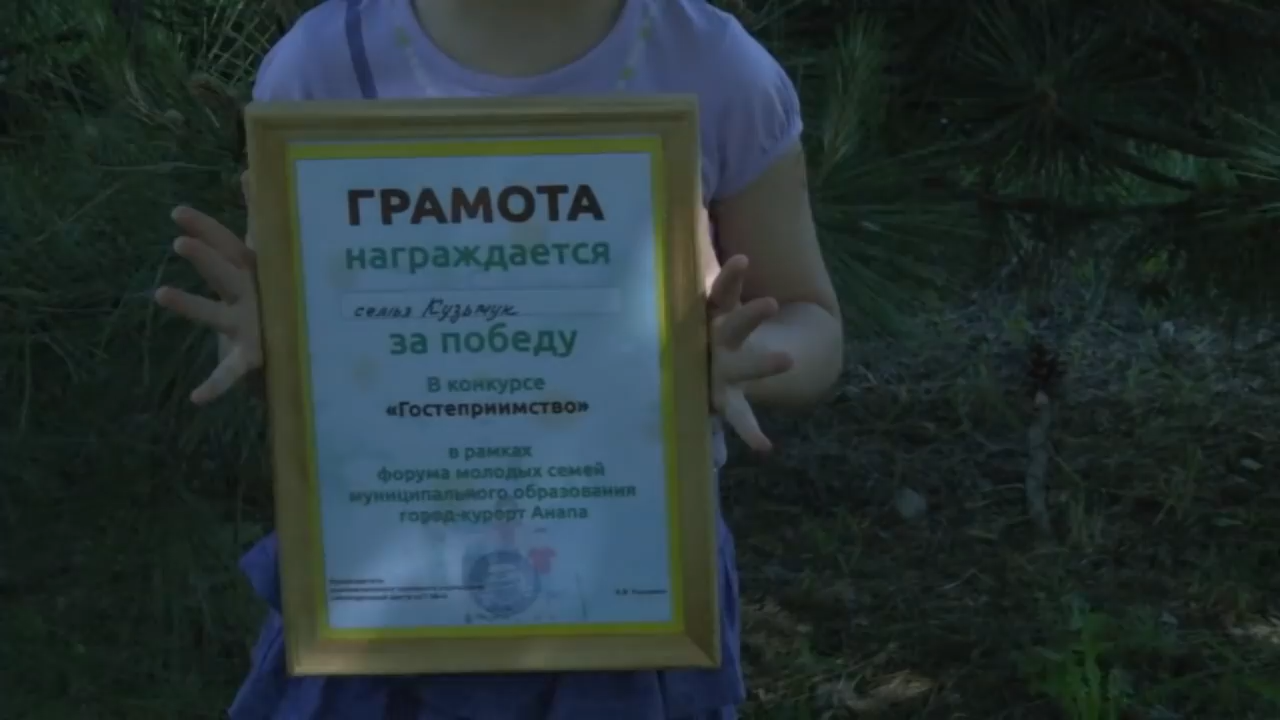 ГРАМОТА
награждается
семья Кузьмук
за победу
В конкурсе
«Гостеприимство»
в рамках
форума молодых семей
муниципального образования
город-курорт Анапа